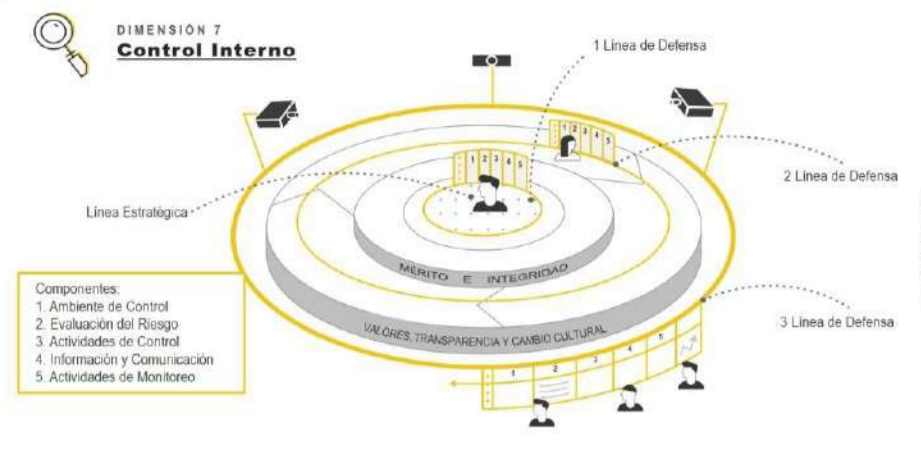 DIMENSIÓN 7
Control Interno
1 Línea de Defensa
1 2 3 4 5
1 2 3 4 5
2 Línea de Defensa
Línea Estratégica
MÉRITO E INTEGRIDAD
VALORES, TRANSPARENCIA Y CAMBIO CULTURAL
3 Línea de Defensa
Componentes:
1. Ambiente de Control
2. Evaluación del Riesgo
3. Actividades de Control
4. Información y Comunicación
5. Actividades de Monitoreo
1 2 3 4 5